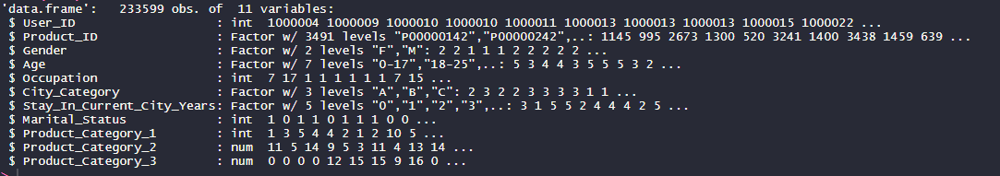 'data.frame':	233599 obs. of  11 variables:
 $ User_ID                   : int  1000004 1000009 1000010 1000010 1000011 1000013 1000013 1000013 1000015 1000022 ...
 $ Product_ID                : Factor w/ 3491 levels "P00000142","P00000242",..: 1145 995 2673 1300 520 3241 1400 3438 1459 639 ...
 $ Gender                    : Factor w/ 2 levels "F","M": 2 2 1 1 1 2 2 2 2 2 ...
 $ Age                       : Factor w/ 7 levels "0-17","18-25",..: 5 3 4 4 3 5 5 5 3 2 ...
 $ Occupation                : int  7 17 1 1 1 1 1 1 7 15 ...
 $ City_Category             : Factor w/ 3 levels "A","B","C": 2 3 2 2 3 3 3 3 1 1 ...
 $ Stay_In_Current_City_Years: Factor w/ 5 levels "0","1","2","3",..: 3 1 5 5 2 4 4 4 2 5 ...
 $ Marital_Status            : int  1 0 1 1 0 1 1 1 0 0 ...
 $ Product_Category_1        : int  1 3 5 4 4 2 1 2 10 5 ...
 $ Product_Category_2        : num  11 5 14 9 5 3 11 4 13 14 ...
 $ Product_Category_3        : num  0 0 0 0 12 15 15 9 16 0 ...
>